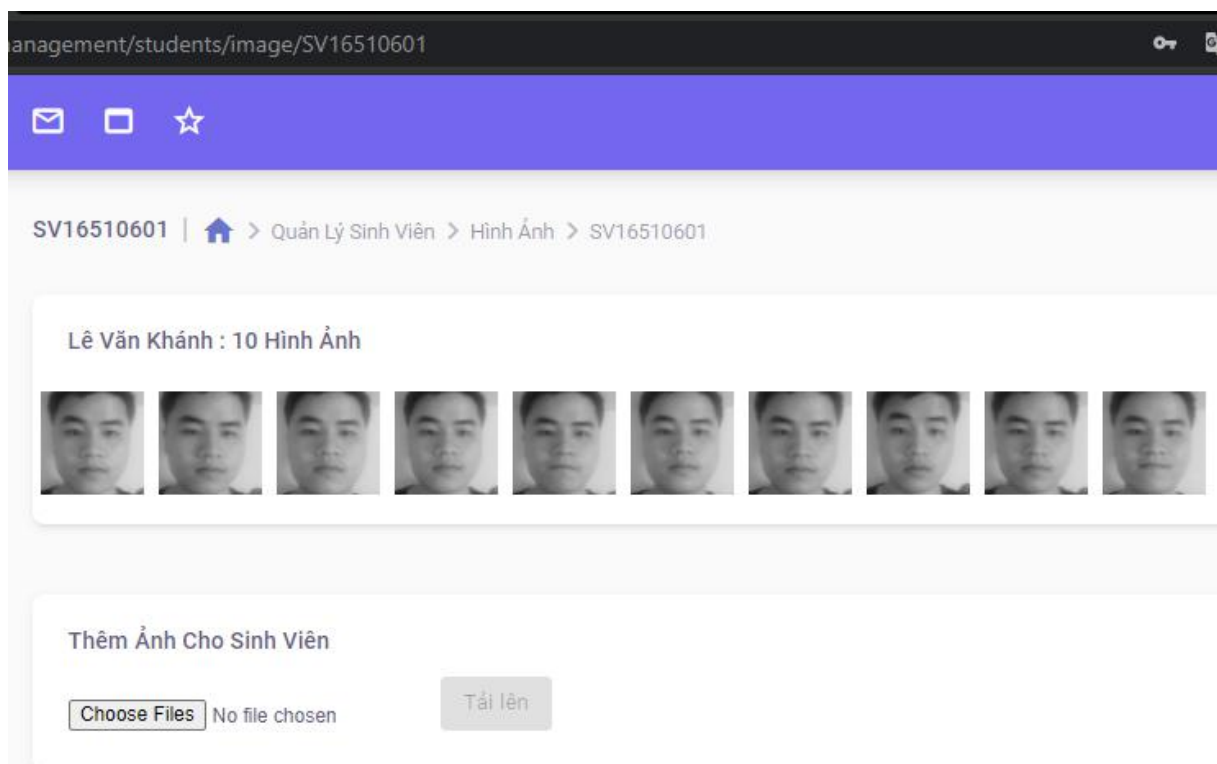 anagement/students/image/SV16510601
SV16510601 | > Quản Lý Sinh Viên > Hình Ảnh > SV16510601
Lê Văn Khánh : 10 Hình Ảnh
Thêm Ảnh Cho Sinh Viên
Choose Files No file chosen
Tải lên